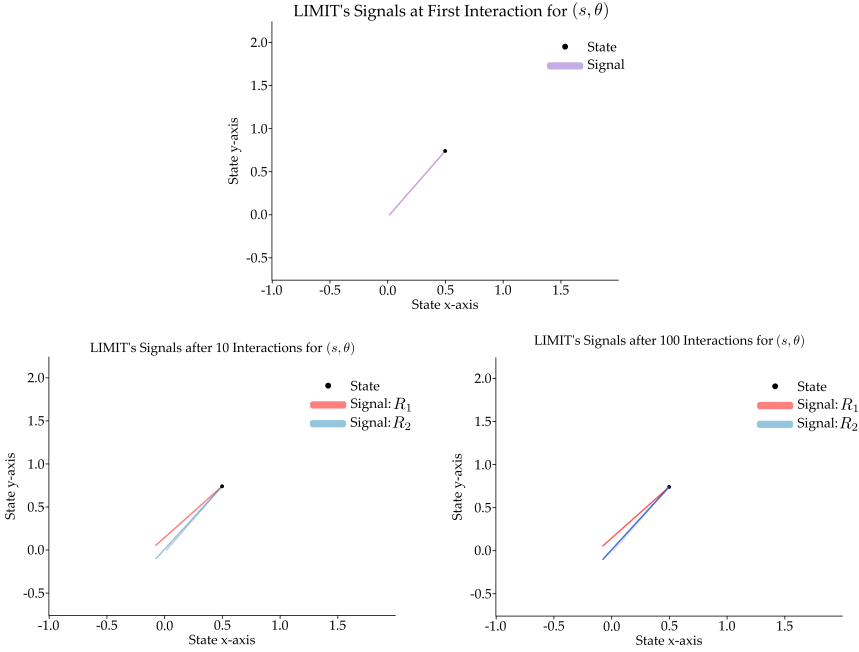 LIMIT's Signals at First Interaction for (s, θ)
State
Signal
2.0
1.5
1.0
0.5
0.0
-0.5
State y-axis
-1.0 -0.5 0.0 0.5 1.0 1.5
State x-axis
LIMIT's Signals after 10 Interactions for (s, θ)
State
Signal: R₁
Signal: R₂
2.0
1.5
1.0
0.5
0.0
-0.5
State y-axis
-1.0 -0.5 0.0 0.5 1.0 1.5
State x-axis
LIMIT's Signals after 100 Interactions for (s, θ)
State
Signal: R₁
Signal: R₂
2.0
1.5
1.0
0.5
0.0
-0.5
State y-axis
-1.0 -0.5 0.0 0.5 1.0 1.5
State x-axis